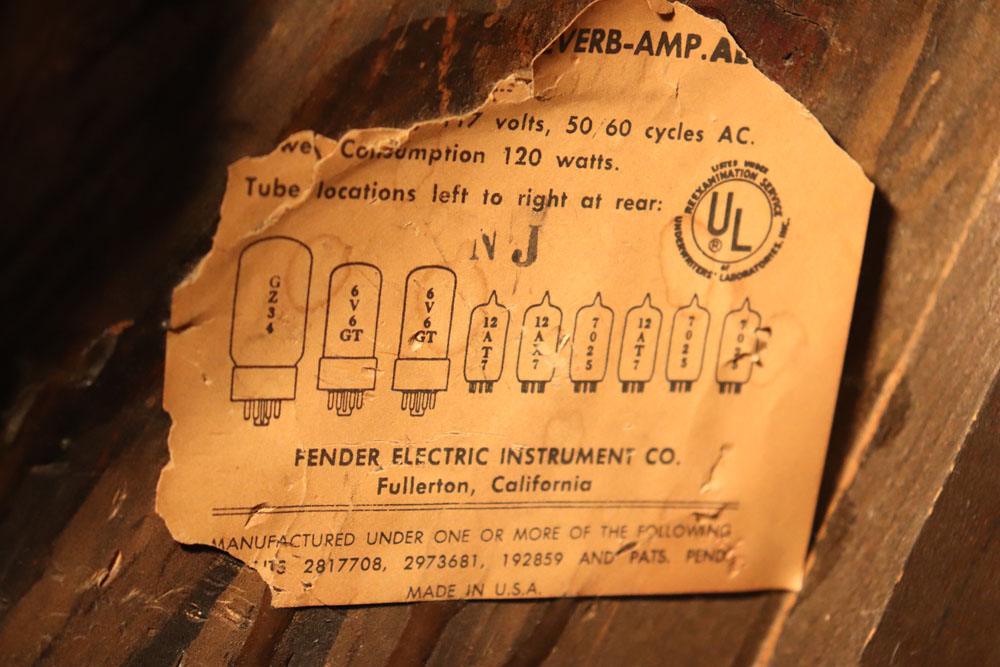 VERB-AMP.
117 volts, 50/60 cycles AC.
Consumption 120 watts.
Tube locations left to right at rear:
LISTED UNDER
REEXAMINATION SERVICE
UL
®
OF
UNDERWRITERS' LABORATORIES, INC.
N J
GZ34
6V6GT
6V6GT
12AT7
12AX7
7025
12AT7
7025
7025
FENDER ELECTRIC INSTRUMENT CO.
Fullerton, California
MANUFACTURED UNDER ONE OR MORE OF THE FOLLOWING
2817708, 2973681, 192859 AND PATS. PEND.
MADE IN U.S.A.